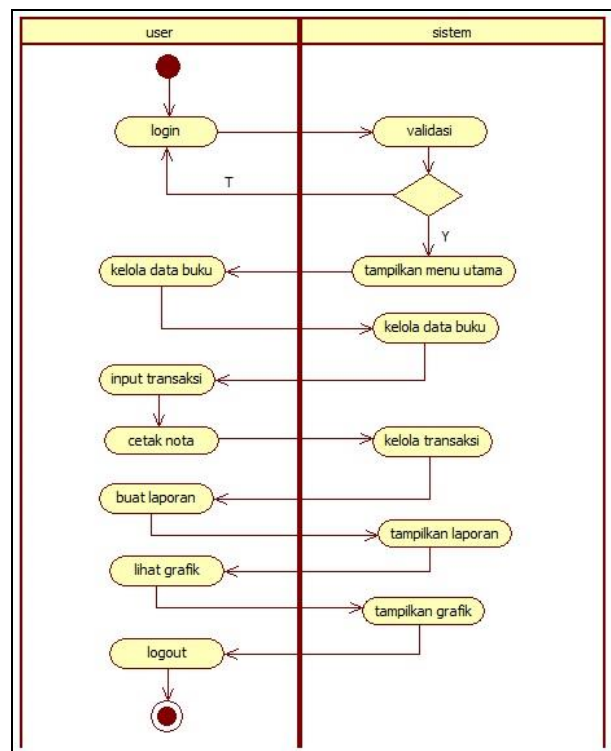 user
sistem
login
validasi
T
Y
kelola data buku
tampilkan menu utama
kelola data buku
input transaksi
cetak nota
kelola transaksi
buat laporan
tampilkan laporan
lihat grafik
tampilkan grafik
logout